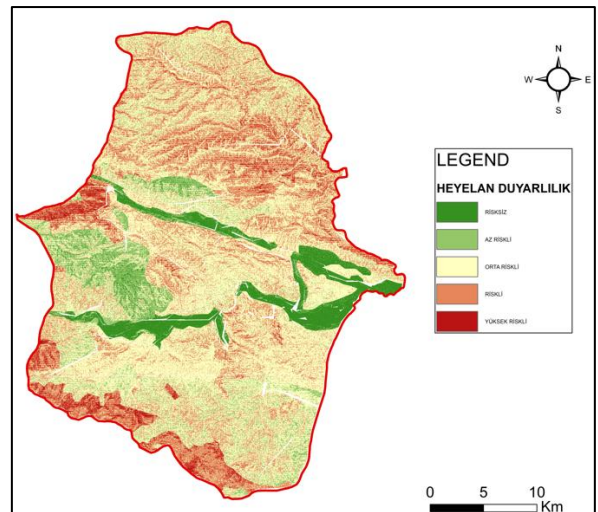 N
W E
S
LEGEND
HEYELAN DUYARLILIK
RİSKSİZ
AZ RİSKLİ
ORTA RİSKLİ
RİSKLİ
YÜKSEK RİSKLİ
0 5 10
Km